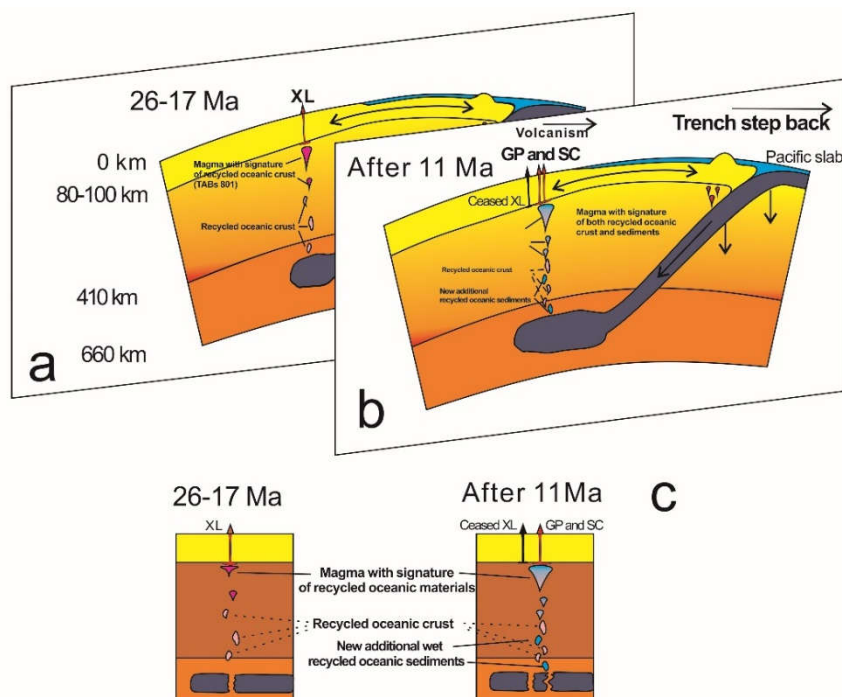 26-17 Ma
XL
0 km
80-100 km
410 km
660 km
Magma with signature
of recycled oceanic crust
(TABs 801)
Recycled oceanic crust
a
After 11 Ma
Volcanism
GP and SC
Ceased XL
Trench step back
Pacific slab
Magma with signature
of both recycled oceanic
crust and sediments
Recycled oceanic crust
New additional
recycled oceanic sediments
b
26-17 Ma
After 11Ma
c
XL
Ceased XL
GP and SC
Magma with signature
of recycled oceanic materials
Recycled oceanic crust
New additional wet
recycled oceanic sediments